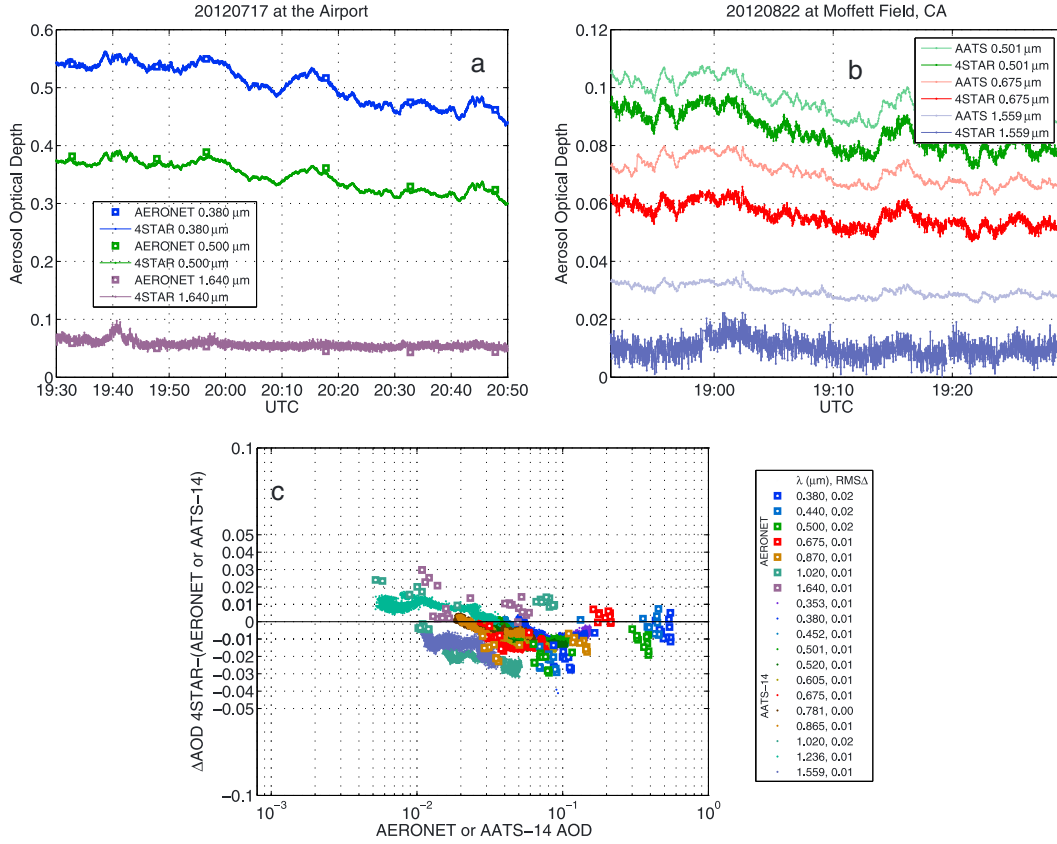 20120717 at the Airport
a
0.6
0.5
0.4
0.3
0.2
0.1
0
Aerosol Optical Depth
AERONET 0.380 µm
4STAR 0.380 µm
AERONET 0.500 µm
4STAR 0.500 µm
AERONET 1.640 µm
4STAR 1.640 µm
19:30 19:40 19:50 20:00 20:10 20:20 20:30 20:40 20:50
UTC
20120822 at Moffett Field, CA
b
0.12
0.1
0.08
0.06
0.04
0.02
0
Aerosol Optical Depth
AATS 0.501 µm
4STAR 0.501 µm
AATS 0.675 µm
4STAR 0.675 µm
AATS 1.559 µm
4STAR 1.559 µm
19:00 19:10 19:20
UTC
c
0.1
0.05
0.04
0.03
0.02
0.01
0
-0.01
-0.02
-0.03
-0.04
-0.05
-0.1
ΔAOD 4STAR−(AERONET or AATS−14)
10⁻³ 10⁻² 10⁻¹ 10⁰
AERONET or AATS−14 AOD
λ (µm), RMSΔ
AERONET
0.380, 0.02
0.440, 0.02
0.500, 0.02
0.675, 0.01
0.870, 0.01
1.020, 0.01
1.640, 0.01
AATS−14
0.353, 0.01
0.380, 0.01
0.452, 0.01
0.501, 0.01
0.520, 0.01
0.605, 0.01
0.675, 0.01
0.781, 0.00
0.865, 0.01
1.020, 0.02
1.236, 0.01
1.559, 0.01